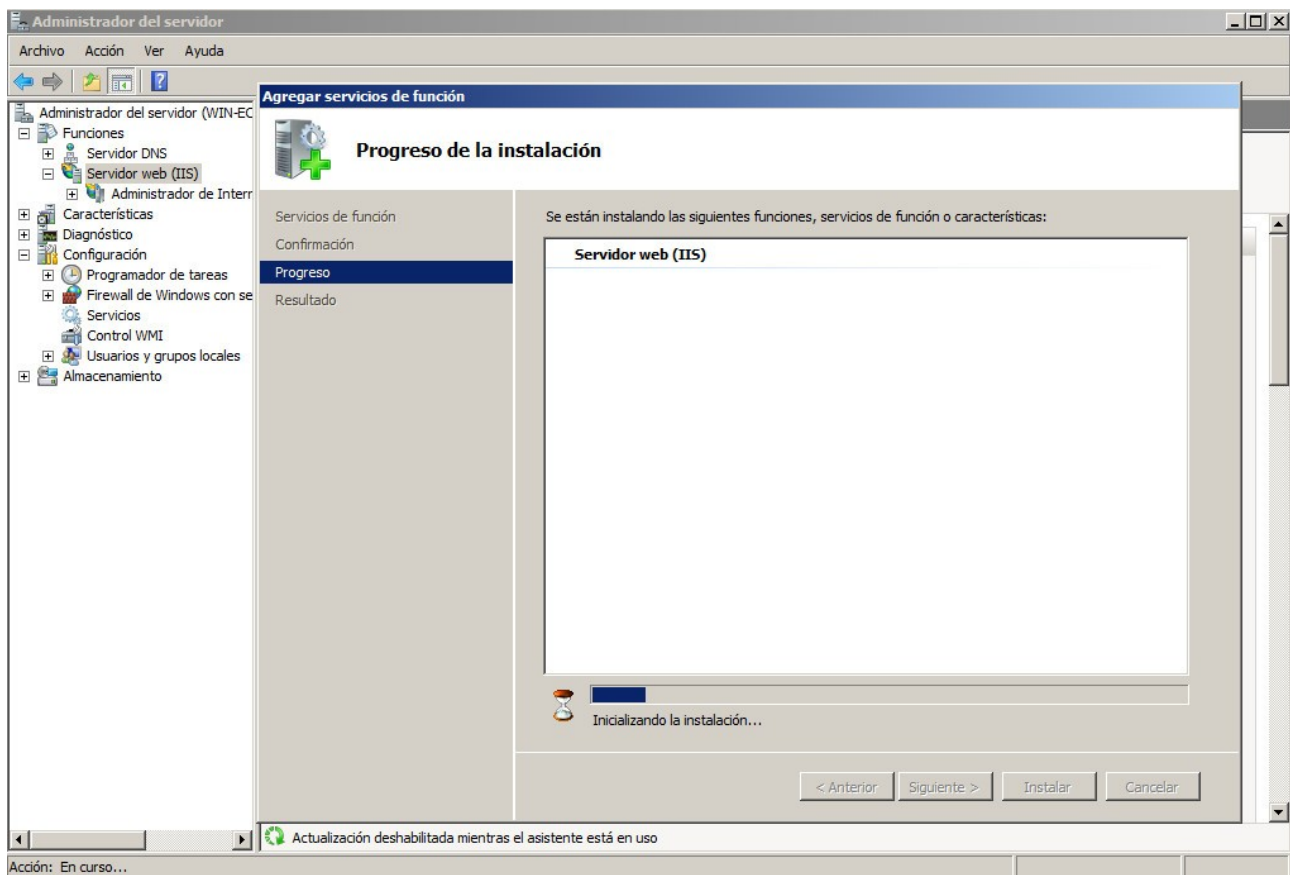 Administrador del servidor
Archivo Acción Ver Ayuda
Administrador del servidor (WIN-EC
Funciones
Servidor DNS
Servidor web (IIS)
Administrador de Interr
Características
Diagnóstico
Configuración
Programador de tareas
Firewall de Windows con se
Servicios
Control WMI
Usuarios y grupos locales
Almacenamiento
Agregar servicios de función
Progreso de la instalación
Servicios de función
Confirmación
Progreso
Resultado
Se están instalando las siguientes funciones, servicios de función o características:
Servidor web (IIS)
Inicializando la instalación...
< Anterior Siguiente > Instalar Cancelar
Actualización deshabilitada mientras el asistente está en uso
Acción: En curso...